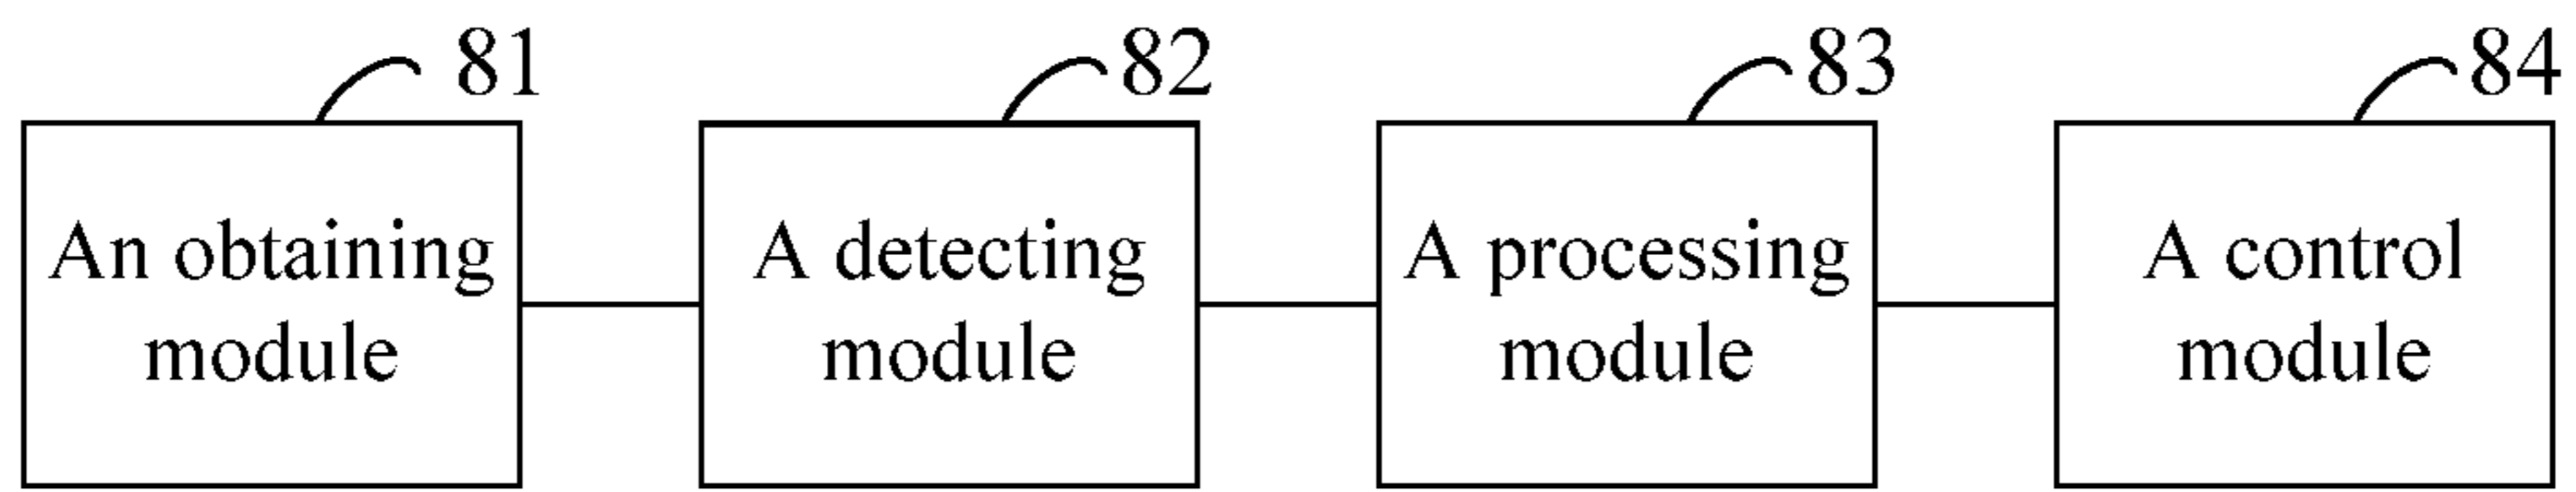 81
82
83
84
An obtaining
module
A detecting
module
A processing
module
A control
module